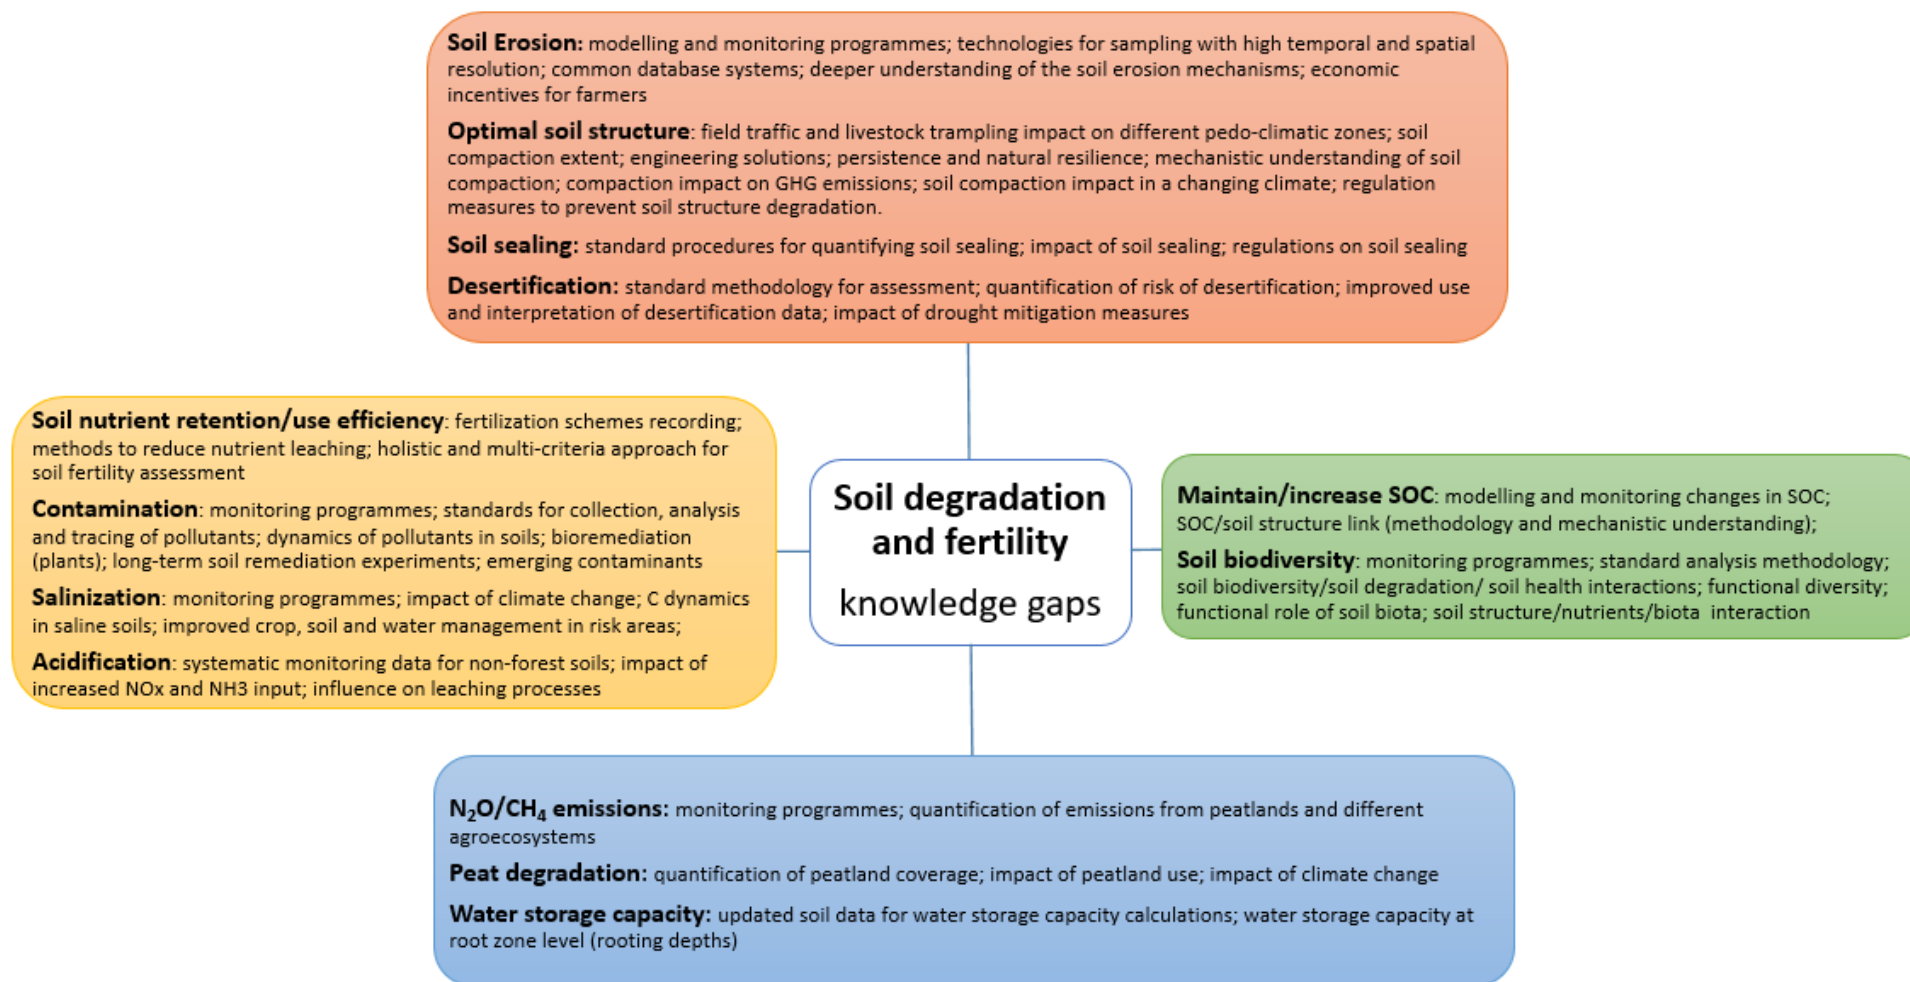 Soil Erosion: modelling and monitoring programmes; technologies for sampling with high temporal and spatial
resolution; common database systems; deeper understanding of the soil erosion mechanisms; economic
incentives for farmers
Optimal soil structure: field traffic and livestock trampling impact on different pedo-climatic zones; soil
compaction extent; engineering solutions; persistence and natural resilience; mechanistic understanding of soil
compaction; compaction impact on GHG emissions; soil compaction impact in a changing climate; regulation
measures to prevent soil structure degradation.
Soil sealing: standard procedures for quantifying soil sealing; impact of soil sealing; regulations on soil sealing
Desertification: standard methodology for assessment; quantification of risk of desertification; improved use
and interpretation of desertification data; impact of drought mitigation measures
Soil nutrient retention/use efficiency: fertilization schemes recording;
methods to reduce nutrient leaching; holistic and multi-criteria approach for
soil fertility assessment
Contamination: monitoring programmes; standards for collection, analysis
and tracing of pollutants; dynamics of pollutants in soils; bioremediation
(plants); long-term soil remediation experiments; emerging contaminants
Salinization: monitoring programmes; impact of climate change; C dynamics
in saline soils; improved crop, soil and water management in risk areas;
Acidification: systematic monitoring data for non-forest soils; impact of
increased NOx and NH3 input; influence on leaching processes
Soil degradation
and fertility
knowledge gaps
Maintain/increase SOC: modelling and monitoring changes in SOC;
SOC/soil structure link (methodology and mechanistic understanding);
Soil biodiversity: monitoring programmes; standard analysis methodology;
soil biodiversity/soil degradation/ soil health interactions; functional diversity;
functional role of soil biota; soil structure/nutrients/biota  interaction
N₂O/CH₄ emissions: monitoring programmes; quantification of emissions from peatlands and different
agroecosystems
Peat degradation: quantification of peatland coverage; impact of peatland use; impact of climate change
Water storage capacity: updated soil data for water storage capacity calculations; water storage capacity at
root zone level (rooting depths)